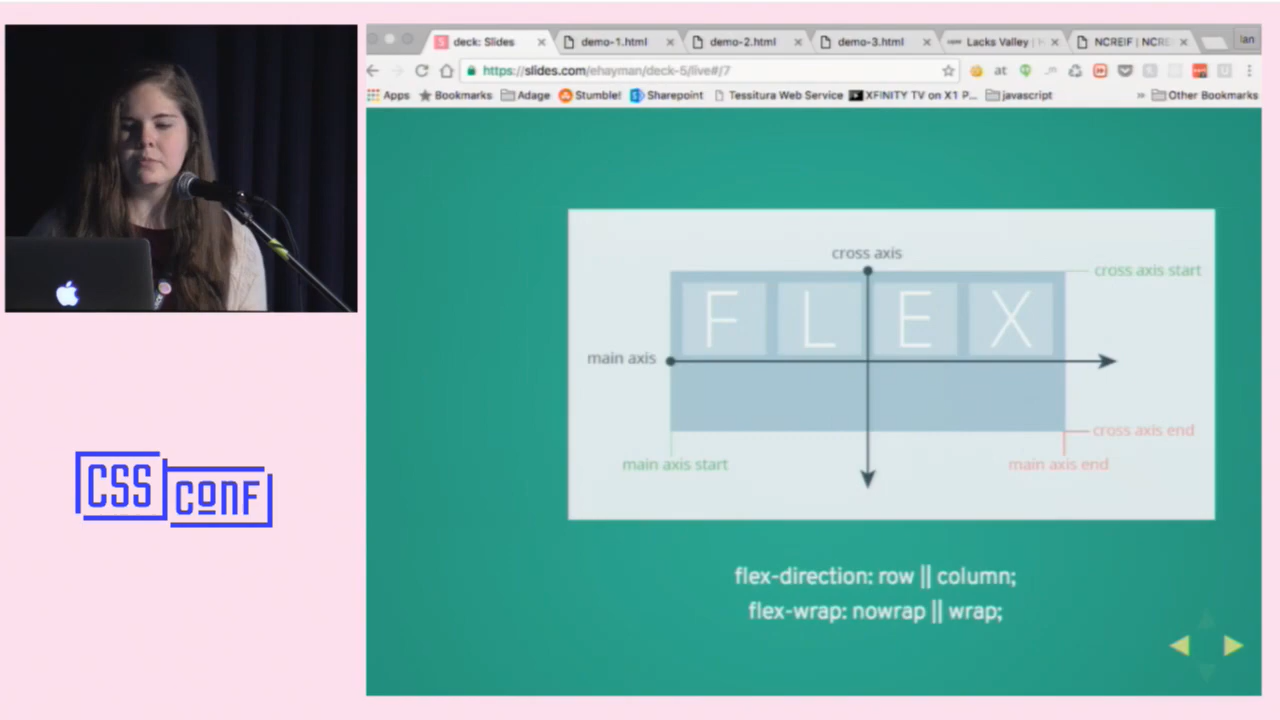 deck: Slides
demo-1.html
demo-2.html
demo-3.html
Lacks Valley
NCREIF | NCRE
Ian
https://slides.com/ehayman/deck-5/live#/7
at
Apps
Bookmarks
Adage
Stumble!
Sharepoint
Tessitura Web Service
XFINITY TV on X1 P...
javascript
»
Other Bookmarks
cross axis
cross axis start
F L E X
main axis
cross axis end
main axis start
main axis end
flex-direction: row || column;
flex-wrap: nowrap || wrap;
CSS
CONF